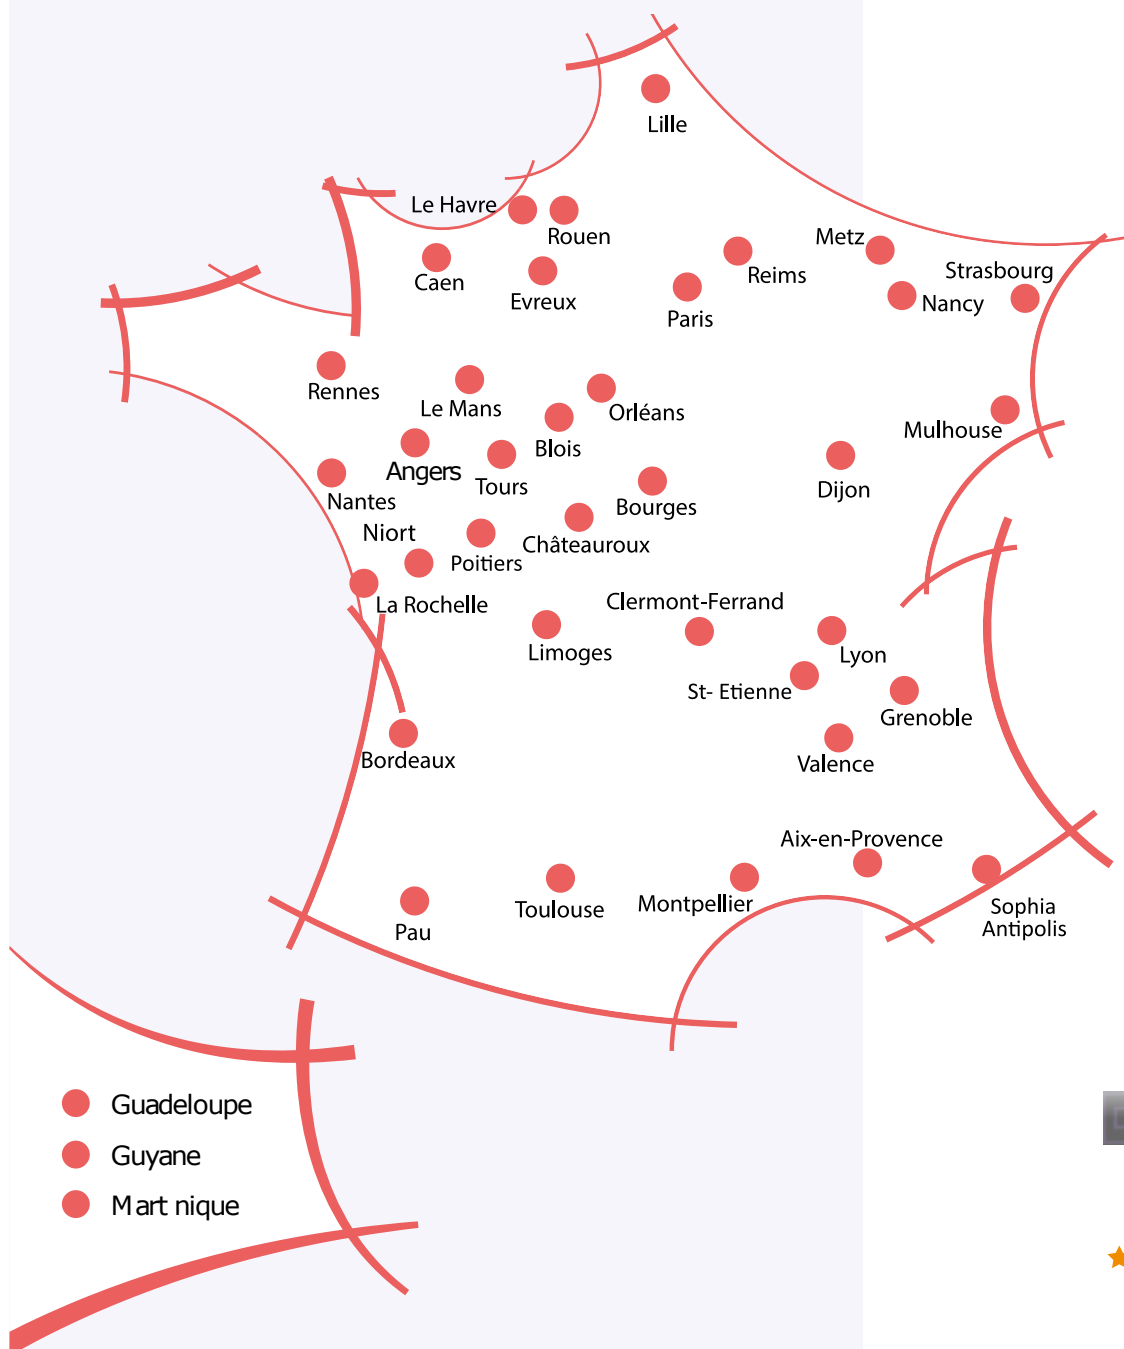 Lille
Le Havre
Rouen
Metz
Reims
Strasbourg
Caen
Evreux
Nancy
Paris
Rennes
Le Mans
Orléans
Mulhouse
Blois
Angers
Tours
Dijon
Nantes
Bourges
Niort
Châteauroux
Poitiers
La Rochelle
Clermont-Ferrand
Limoges
Lyon
St- Etienne
Grenoble
Bordeaux
Valence
Aix-en-Provence
Toulouse
Montpellier
Sophia
Antipolis
Pau
Guadeloupe
Guyane
Mart nique